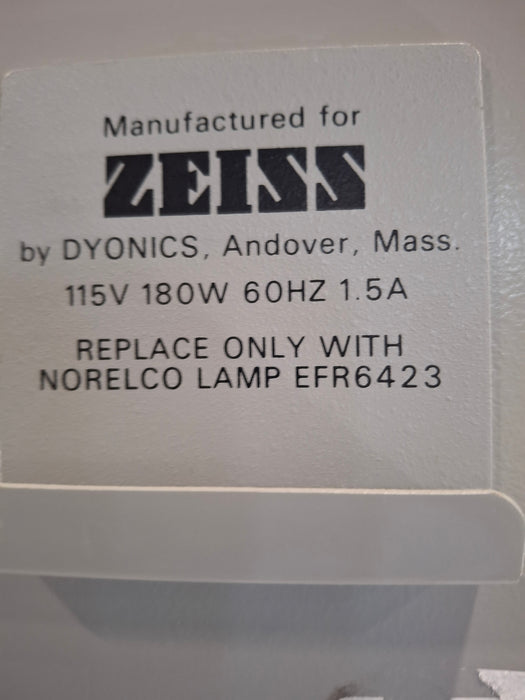 Manufactured for
ZEISS
by DYONICS, Andover, Mass.
115V 180W 60HZ 1.5A
REPLACE ONLY WITH
NORELCO LAMP EFR6423